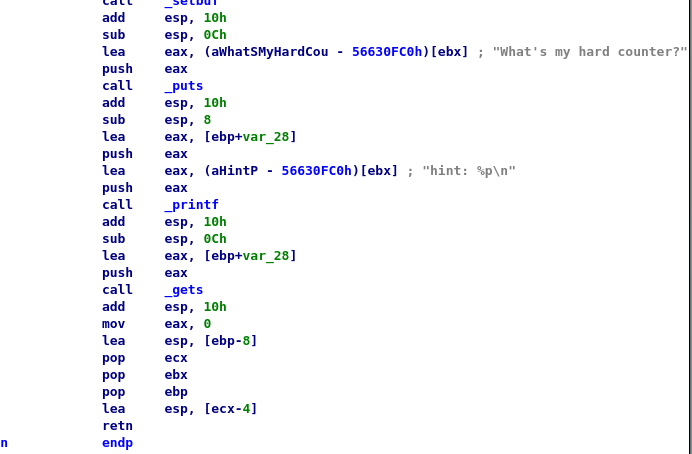 call _setbuf
add esp, 10h
sub esp, 0Ch
lea eax, (aWhatSMyHardCou - 56630FC0h)[ebx] ; "What's my hard counter?"
push eax
call _puts
add esp, 10h
sub esp, 8
lea eax, [ebp+var_28]
push eax
lea eax, (aHintP - 56630FC0h)[ebx] ; "hint: %p\n"
push eax
call _printf
add esp, 10h
sub esp, 0Ch
lea eax, [ebp+var_28]
push eax
call _gets
add esp, 10h
mov eax, 0
lea esp, [ebp-8]
pop ecx
pop ebx
pop ebp
lea esp, [ecx-4]
retn
n endp